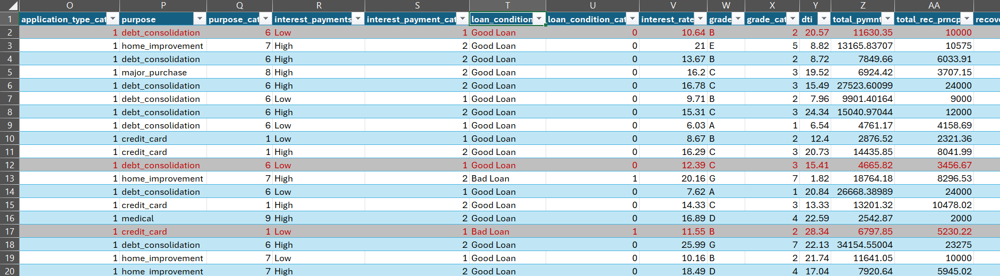 O P Q R S T U V W X Y Z AA
1 application_type_cat purpose purpose_cat interest_payments interest_payment_cat loan_condition loan_condition_cat interest_rate grade grade_cat dti total_pymnt total_rec_prncp recove
2 1 debt_consolidation 6 Low 1 Good Loan 0 10.64 B 2 20.57 11630.35 10000
3 1 home_improvement 7 High 2 Good Loan 0 21 E 5 8.82 13165.83707 10575
4 1 debt_consolidation 6 High 2 Good Loan 0 13.67 B 2 8.72 7849.66 6033.91
5 1 major_purchase 8 High 2 Good Loan 0 16.2 C 3 19.52 6924.42 3707.15
6 1 debt_consolidation 6 High 2 Good Loan 0 16.78 C 3 15.49 27523.60099 24000
7 1 debt_consolidation 6 Low 1 Good Loan 0 9.71 B 2 7.96 9901.40164 9000
8 1 debt_consolidation 6 High 2 Good Loan 0 15.31 C 3 24.34 15040.97044 12000
9 1 debt_consolidation 6 Low 1 Good Loan 0 6.03 A 1 6.54 4761.17 4158.69
10 1 credit_card 1 Low 1 Good Loan 0 8.67 B 2 12.4 2876.52 2321.36
11 1 credit_card 1 High 2 Good Loan 0 16.29 C 3 20.73 14435.85 8041.99
12 1 debt_consolidation 6 Low 1 Good Loan 0 12.39 C 3 15.41 4665.82 3456.67
13 1 home_improvement 7 High 2 Bad Loan 1 20.16 G 7 1.82 18764.18 8296.53
14 1 debt_consolidation 6 Low 1 Good Loan 0 7.62 A 1 20.84 26668.38989 24000
15 1 credit_card 1 High 2 Good Loan 0 14.33 C 3 13.33 13201.32 10478.02
16 1 medical 9 High 2 Good Loan 0 16.89 D 4 22.59 2542.87 2000
17 1 credit_card 1 Low 1 Bad Loan 1 11.55 B 2 28.34 6797.85 5230.22
18 1 debt_consolidation 6 High 2 Good Loan 0 25.99 G 7 22.13 34154.55004 23275
19 1 home_improvement 7 Low 1 Good Loan 0 10.16 B 2 21.74 11641.05 10000
20 1 home_improvement 7 High 2 Good Loan 0 18.49 D 4 17.04 7920.64 5945.02